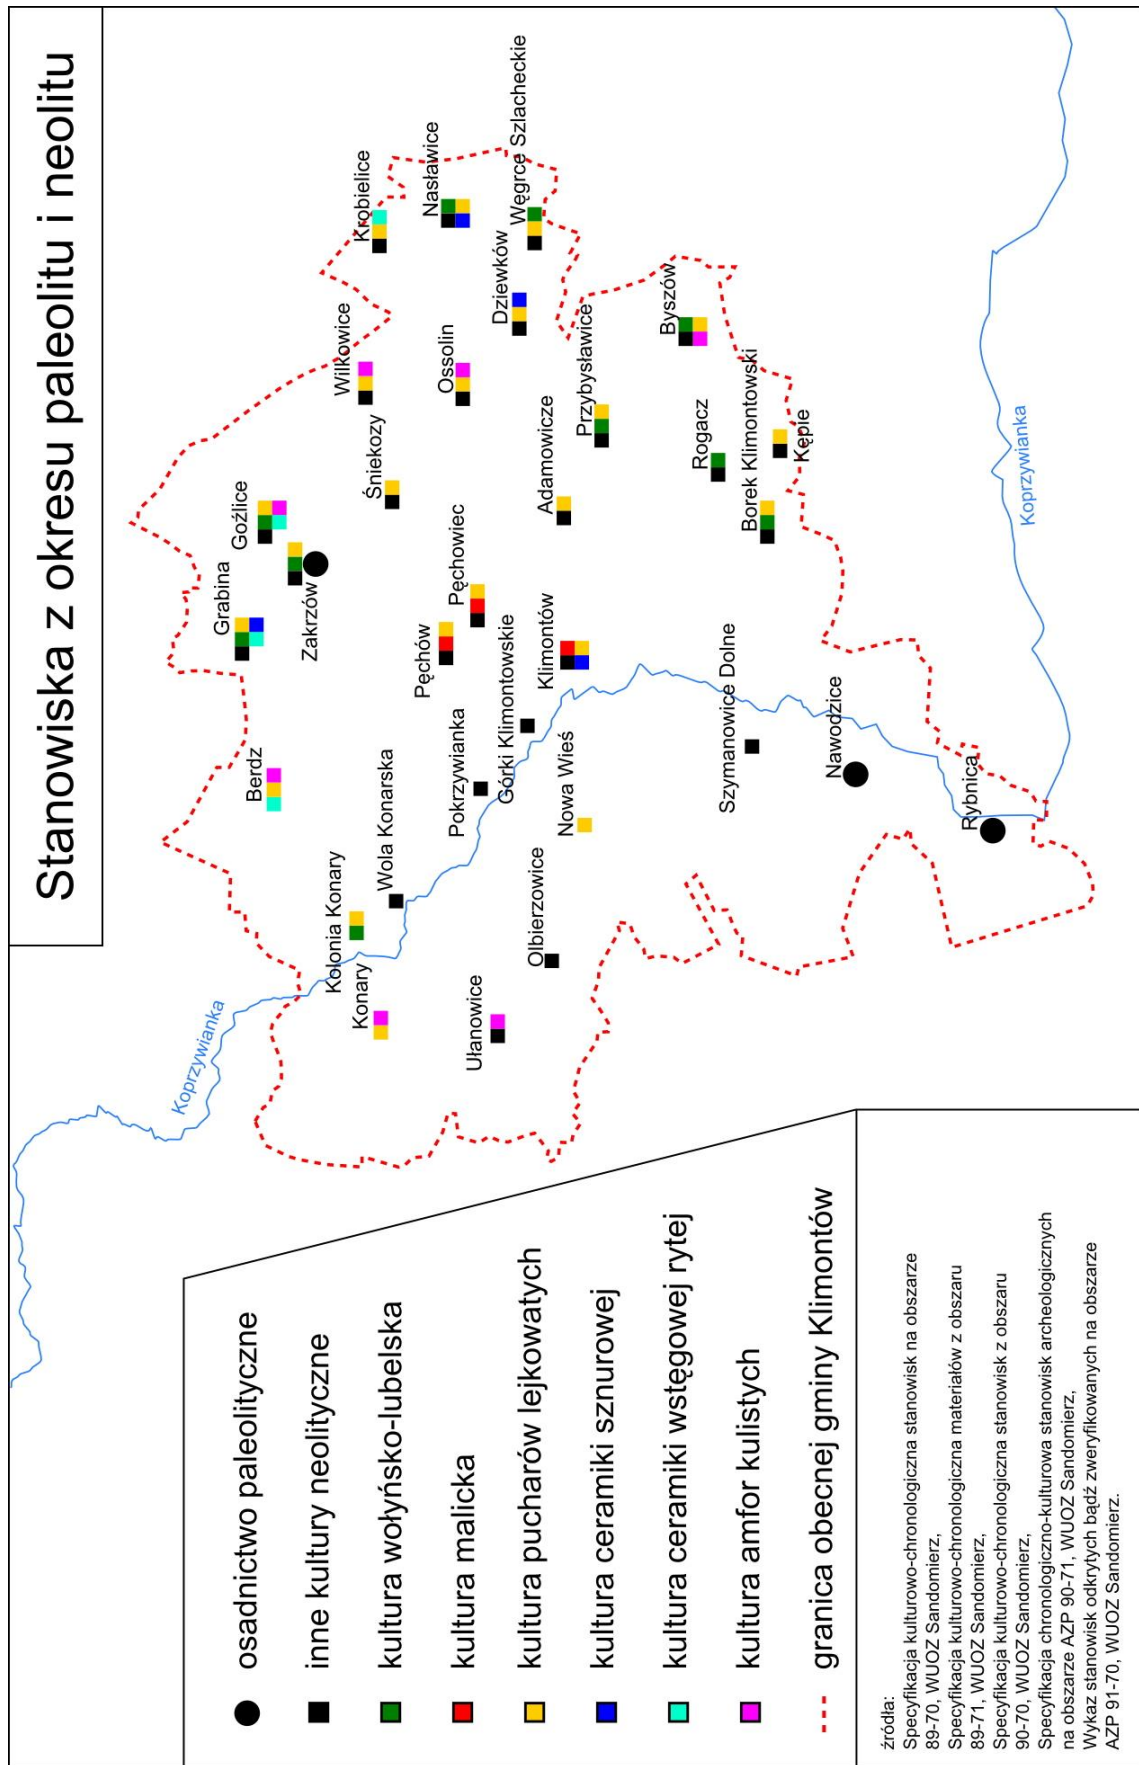 Stanowiska z okresu paleolitu i neolitu
Koprzywianka
Krobielice
Nasławice
Węgrce Szlacheckie
Wilkowice
Dziewków
Ossolin
Byszów
Śniekozy
Przybysławice
Goźlice
Adamowicze
Rogacz
Borek Klimontowski
Kępie
Zakrzów
Grabina
Pęchowiec
Pęchów
Klimontów
Górki Klimontowskie
Berdz
Pokrzywianka
Szymanowice Dolne
Nowa Wieś
Nawodzice
Kolonia Konary
Wola Konarska
Rybnica
Konary
Olbierzowice
Ułanowice
Koprzywianka
osadnictwo paleolityczne
inne kultury neolityczne
kultura wołyńsko-lubelska
kultura malicka
kultura pucharów lejkowatych
kultura ceramiki sznurowej
kultura ceramiki wstęgowej rytej
kultura amfor kulistych
granica obecnej gminy Klimontów
źródła:
Specyfikacja kulturowo-chronologiczna stanowisk na obszarze
89-70, WUOZ Sandomierz,
Specyfikacja kulturowo-chronologiczna materiałów z obszaru
89-71, WUOZ Sandomierz,
Specyfikacja kulturowo-chronologiczna stanowisk z obszaru
90-70, WUOZ Sandomierz,
Specyfikacja chronologiczno-kulturowa stanowisk archeologicznych
na obszarze AZP 90-71, WUOZ Sandomierz,
Wykaz stanowisk odkrytych bądź zweryfikowanych na obszarze
AZP 91-70, WUOZ Sandomierz.